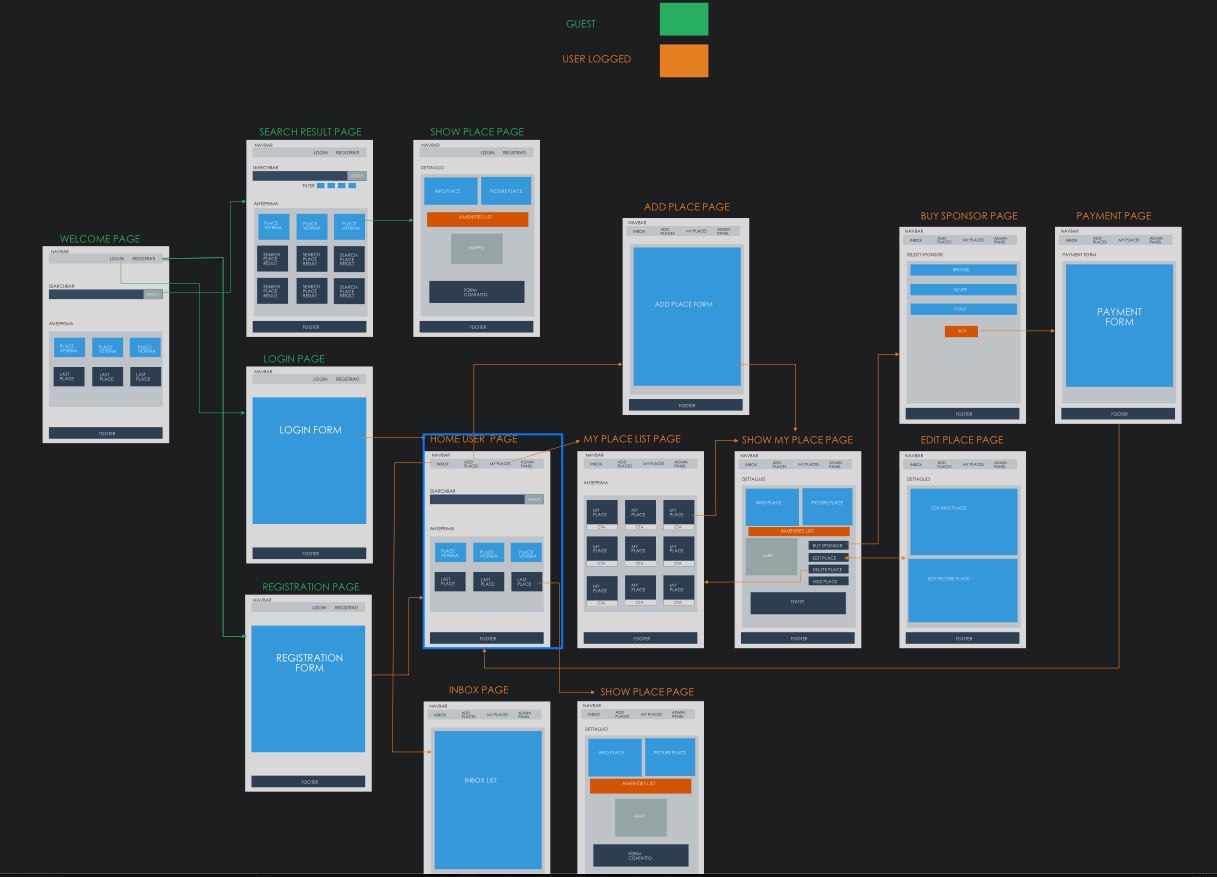 GUEST
USER LOGGED
SEARCH RESULT PAGE
NAVBAR
LOGIN REGISTRATI
SEARCHBAR
SEARCH
FILTER
ANTEPRIMA
PLACE VETRINA
PLACE VETRINA
PLACE VETRINA
SEARCH PLACE RESULT
SEARCH PLACE RESULT
SEARCH PLACE RESULT
SEARCH PLACE RESULT
SEARCH PLACE RESULT
SEARCH PLACE RESULT
FOOTER
SHOW PLACE PAGE
NAVBAR
LOGIN REGISTRATI
DETTAGLIO
INFO PLACE
PICTURE PLACE
AMENITIES LIST
MAPPA
FORM CONTATTO
FOOTER
WELCOME PAGE
NAVBAR
LOGIN REGISTRATI
SEARCHBAR
SEARCH
ANTEPRIMA
PLACE VETRINA
PLACE VETRINA
PLACE VETRINA
LAST PLACE
LAST PLACE
LAST PLACE
FOOTER
LOGIN PAGE
NAVBAR
LOGIN REGISTRATI
LOGIN FORM
FOOTER
REGISTRATION PAGE
NAVBAR
LOGIN REGISTRATI
REGISTRATION
FORM
FOOTER
ADD PLACE PAGE
NAVBAR
INBOX ADD PLACES MY PLACES ADMIN PANEL
ADD PLACE FORM
FOOTER
BUY SPONSOR PAGE
NAVBAR
INBOX ADD PLACES MY PLACES ADMIN PANEL
SELECT SPONSOR
BRONZE
SILVER
GOLD
BUY
FOOTER
PAYMENT PAGE
NAVBAR
INBOX ADD PLACES MY PLACES ADMIN PANEL
PAYMENT FORM
PAYMENT
FORM
FOOTER
HOME USER PAGE
NAVBAR
INBOX ADD PLACES MY PLACES ADMIN PANEL
SEARCHBAR
SEARCH
ANTEPRIMA
PLACE VETRINA
PLACE VETRINA
PLACE VETRINA
LAST PLACE
LAST PLACE
LAST PLACE
FOOTER
MY PLACE LIST PAGE
NAVBAR
INBOX ADD PLACES MY PLACES ADMIN PANEL
ANTEPRIMA
MY PLACE
MY PLACE
MY PLACE
CTA
CTA
CTA
MY PLACE
MY PLACE
MY PLACE
CTA
CTA
CTA
MY PLACE
MY PLACE
MY PLACE
CTA
CTA
CTA
FOOTER
SHOW MY PLACE PAGE
NAVBAR
INBOX ADD PLACES MY PLACES ADMIN PANEL
DETTAGLIO
INFO PLACE
PICTURE PLACE
AMENITIES LIST
MAP
BUY SPONSOR
EDIT PLACE
DELETE PLACE
HIDE PLACE
FOOTER
EDIT PLACE PAGE
NAVBAR
INBOX ADD PLACES MY PLACES ADMIN PANEL
DETTAGLIO
EDIT INFO PLACE
EDIT PICTURE PLACE
FOOTER
INBOX PAGE
NAVBAR
INBOX ADD PLACES MY PLACES ADMIN PANEL
INBOX LIST
SHOW PLACE PAGE
NAVBAR
INBOX ADD PLACES MY PLACES ADMIN PANEL
DETTAGLIO
INFO PLACE
PICTURE PLACE
AMENITIES LIST
MAP
FORM CONTATTO